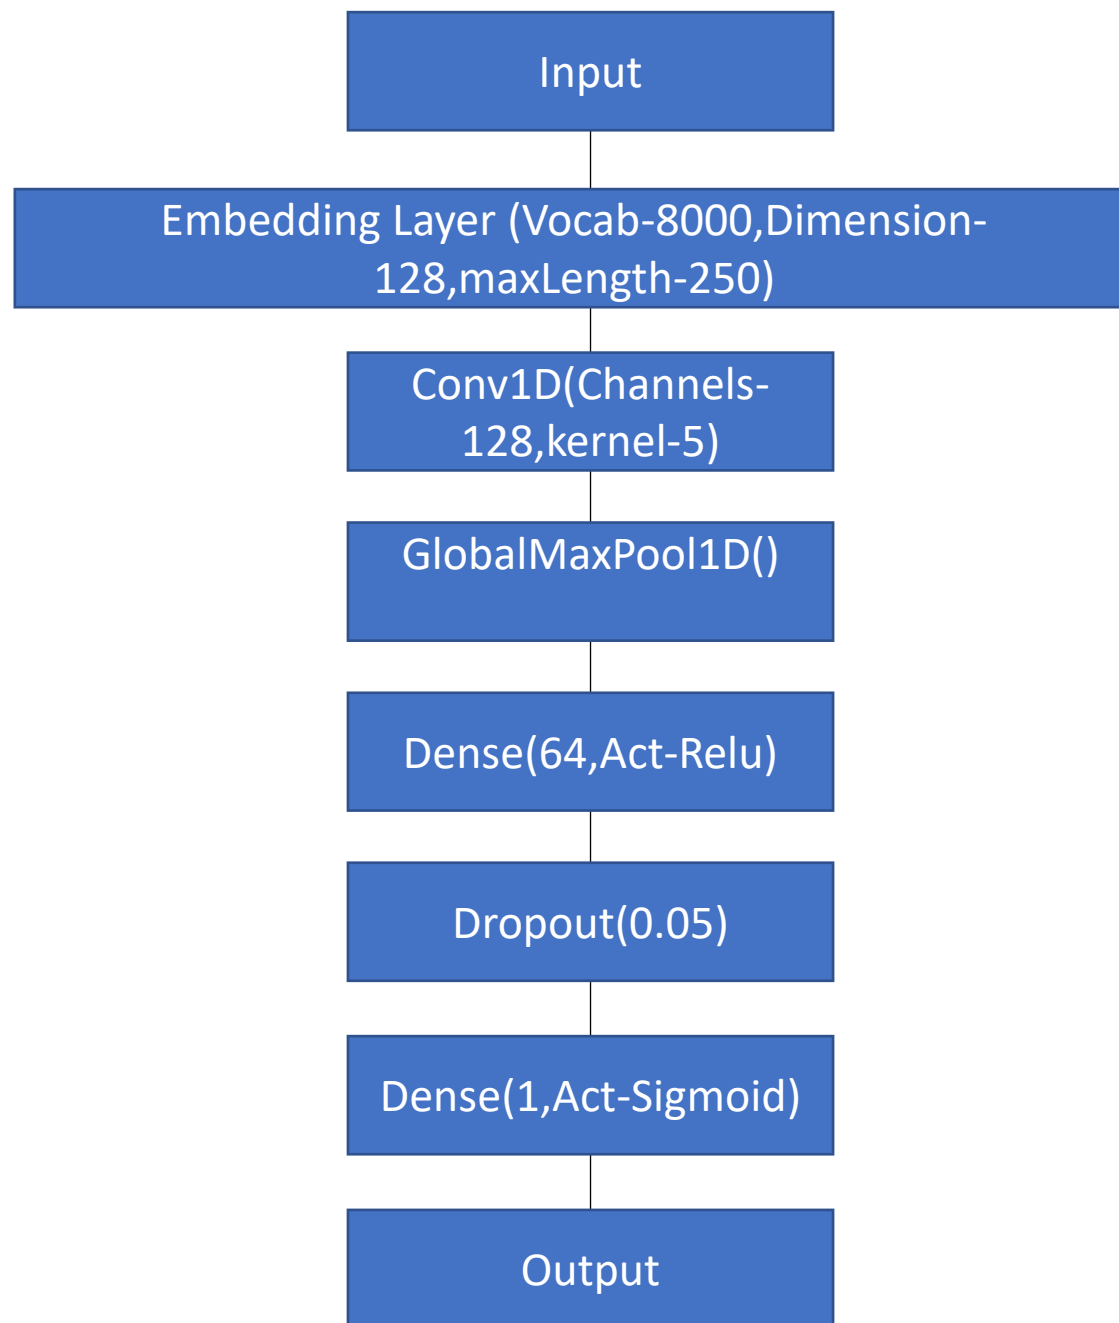 Input
Embedding Layer (Vocab-8000,Dimension-
128,maxLength-250)
Conv1D(Channels-
128,kernel-5)
GlobalMaxPool1D()
Dense(64,Act-Relu)
Dropout(0.05)
Dense(1,Act-Sigmoid)
Output